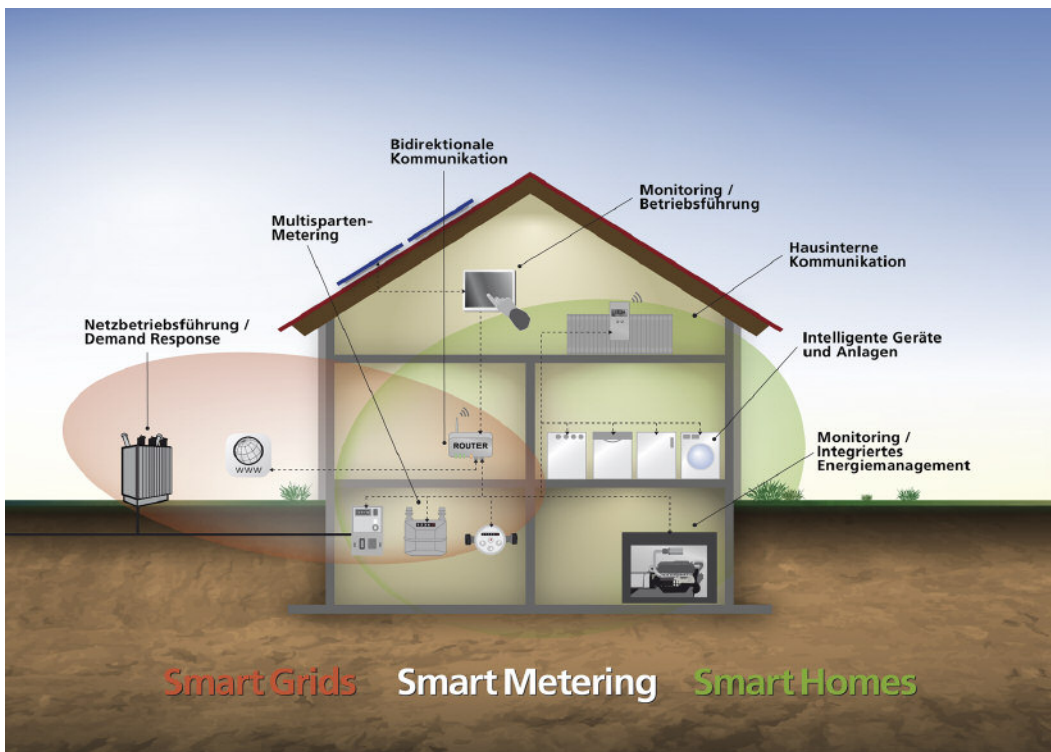 Bidirektionale
Kommunikation
Monitoring /
Betriebsführung
Multisparten-
Metering
Hausinterne
Kommunikation
Netzbetriebsführung /
Demand Response
Intelligente Geräte
und Anlagen
ROUTER
WWW
Monitoring /
Integriertes
Energiemanagement
Smart Grids Smart Metering Smart Homes